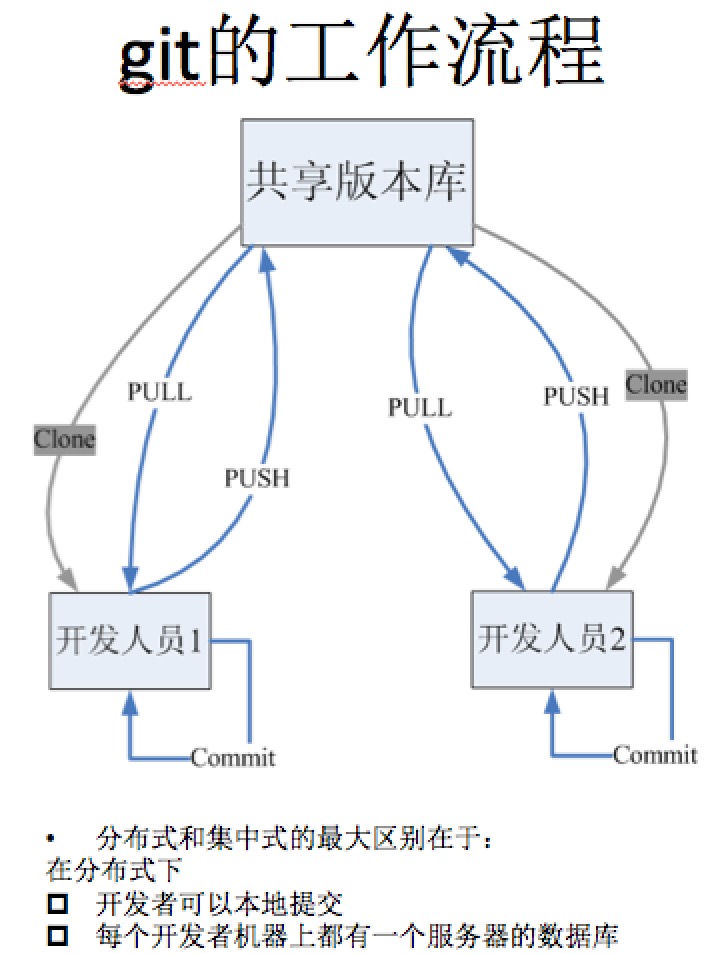 git的工作流程
共享版本库
PULL
Clone
PUSH
PULL
PUSH
Clone
开发人员1
开发人员2
Commit
Commit
• 分布式和集中式的最大区别在于：
在分布式下
开发者可以本地提交
每个开发者机器上都有一个服务器的数据库